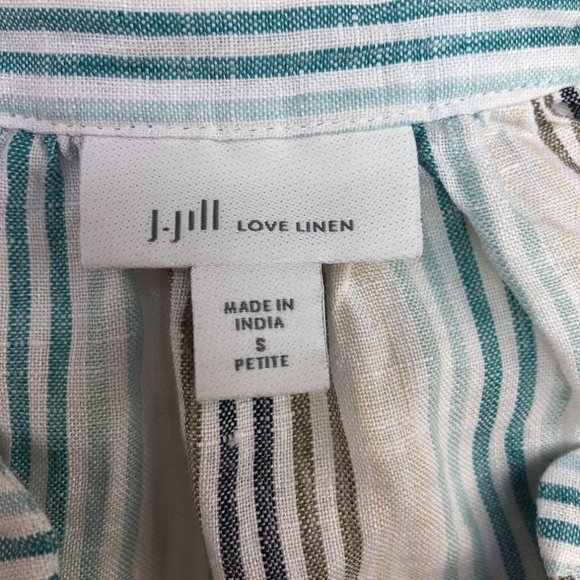 J.Jill LOVE LINEN
MADE IN
INDIA
S
PETITE